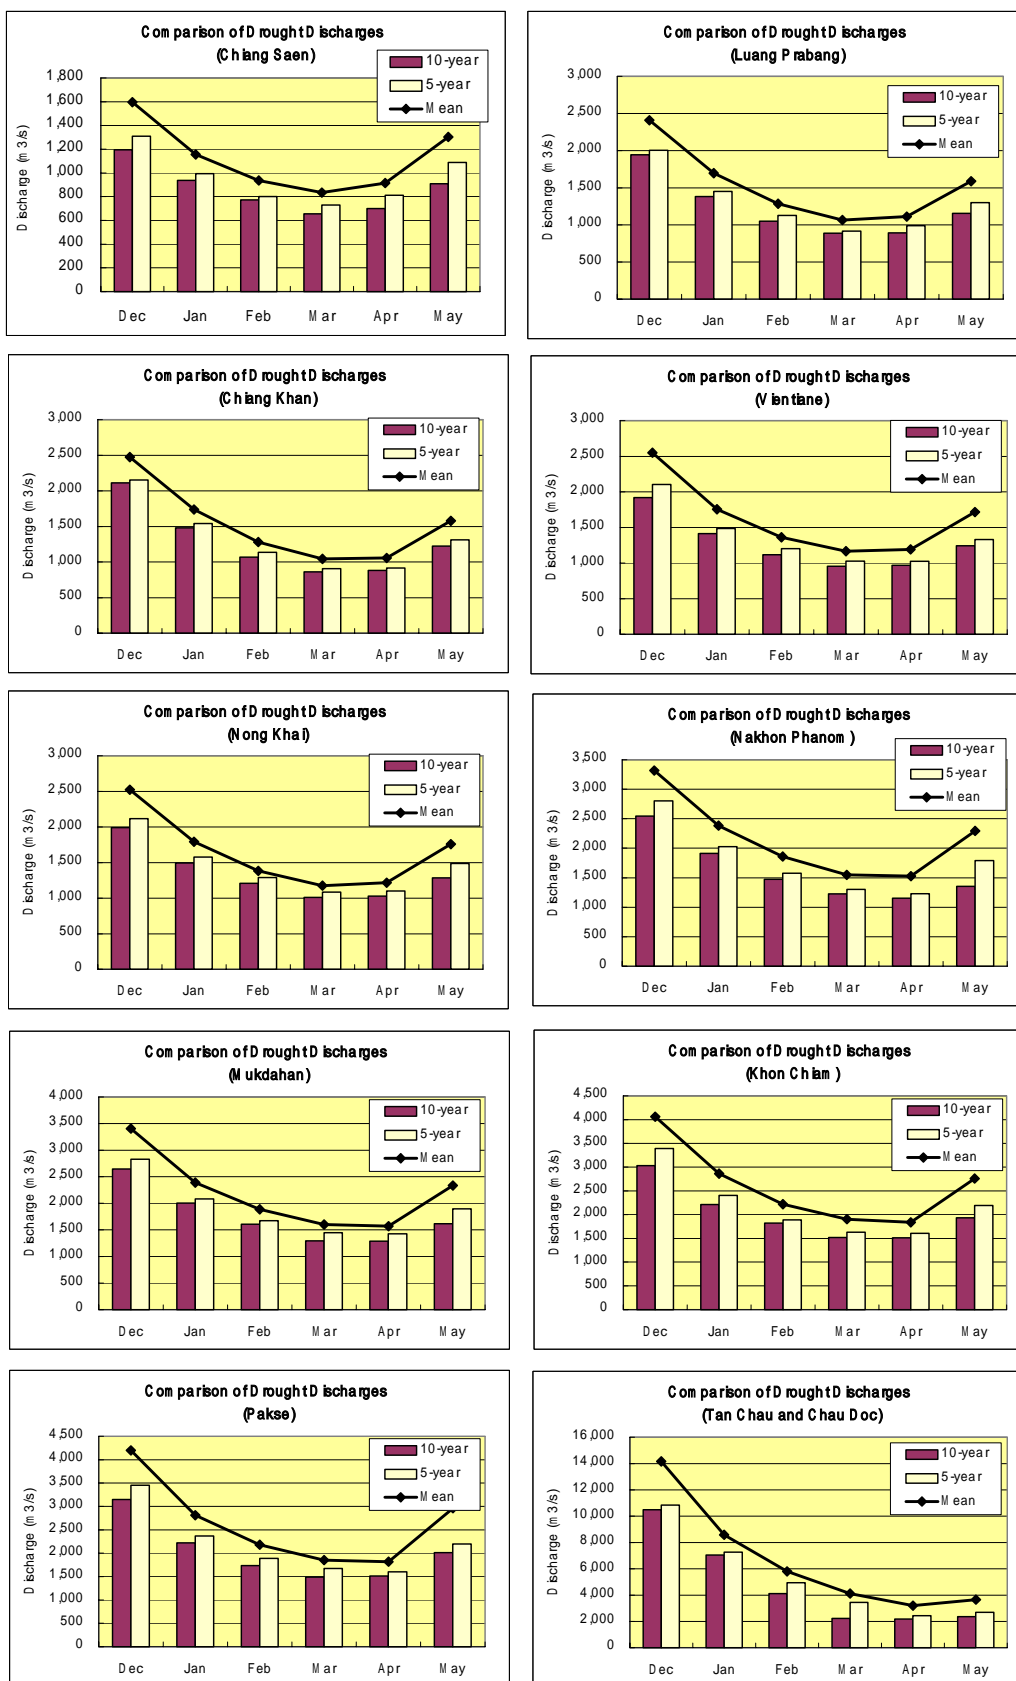 Comparison of Drought Discharges
(Chiang Saen)
10-year
5-year
Mean
Discharge (m3/s)
1,800
1,600
1,400
1,200
1,000
800
600
400
200
0
Dec Jan Feb Mar Apr May
Comparison of Drought Discharges
(Luang Prabang)
10-year
5-year
Mean
Discharge (m3/s)
3,000
2,500
2,000
1,500
1,000
500
0
Dec Jan Feb Mar Apr May
Comparison of Drought Discharges
(Chiang Khan)
10-year
5-year
Mean
Discharge (m3/s)
3,000
2,500
2,000
1,500
1,000
500
0
Dec Jan Feb Mar Apr May
Comparison of Drought Discharges
(Vientiane)
10-year
5-year
Mean
Discharge (m3/s)
3,000
2,500
2,000
1,500
1,000
500
0
Dec Jan Feb Mar Apr May
Comparison of Drought Discharges
(Nong Khai)
10-year
5-year
Mean
Discharge (m3/s)
3,000
2,500
2,000
1,500
1,000
500
0
Dec Jan Feb Mar Apr May
Comparison of Drought Discharges
(Nakhon Phanom)
10-year
5-year
Mean
Discharge (m3/s)
3,500
3,000
2,500
2,000
1,500
1,000
500
0
Dec Jan Feb Mar Apr May
Comparison of Drought Discharges
(Mukdahan)
10-year
5-year
Mean
Discharge (m3/s)
4,000
3,500
3,000
2,500
2,000
1,500
1,000
500
0
Dec Jan Feb Mar Apr May
Comparison of Drought Discharges
(Khon Chiam)
10-year
5-year
Mean
Discharge (m3/s)
4,500
4,000
3,500
3,000
2,500
2,000
1,500
1,000
500
0
Dec Jan Feb Mar Apr May
Comparison of Drought Discharges
(Pakse)
10-year
5-year
Mean
Discharge (m3/s)
4,500
4,000
3,500
3,000
2,500
2,000
1,500
1,000
500
0
Dec Jan Feb Mar Apr May
Comparison of Drought Discharges
(Tan Chau and Chau Doc)
10-year
5-year
Mean
Discharge (m3/s)
16,000
14,000
12,000
10,000
8,000
6,000
4,000
2,000
0
Dec Jan Feb Mar Apr May